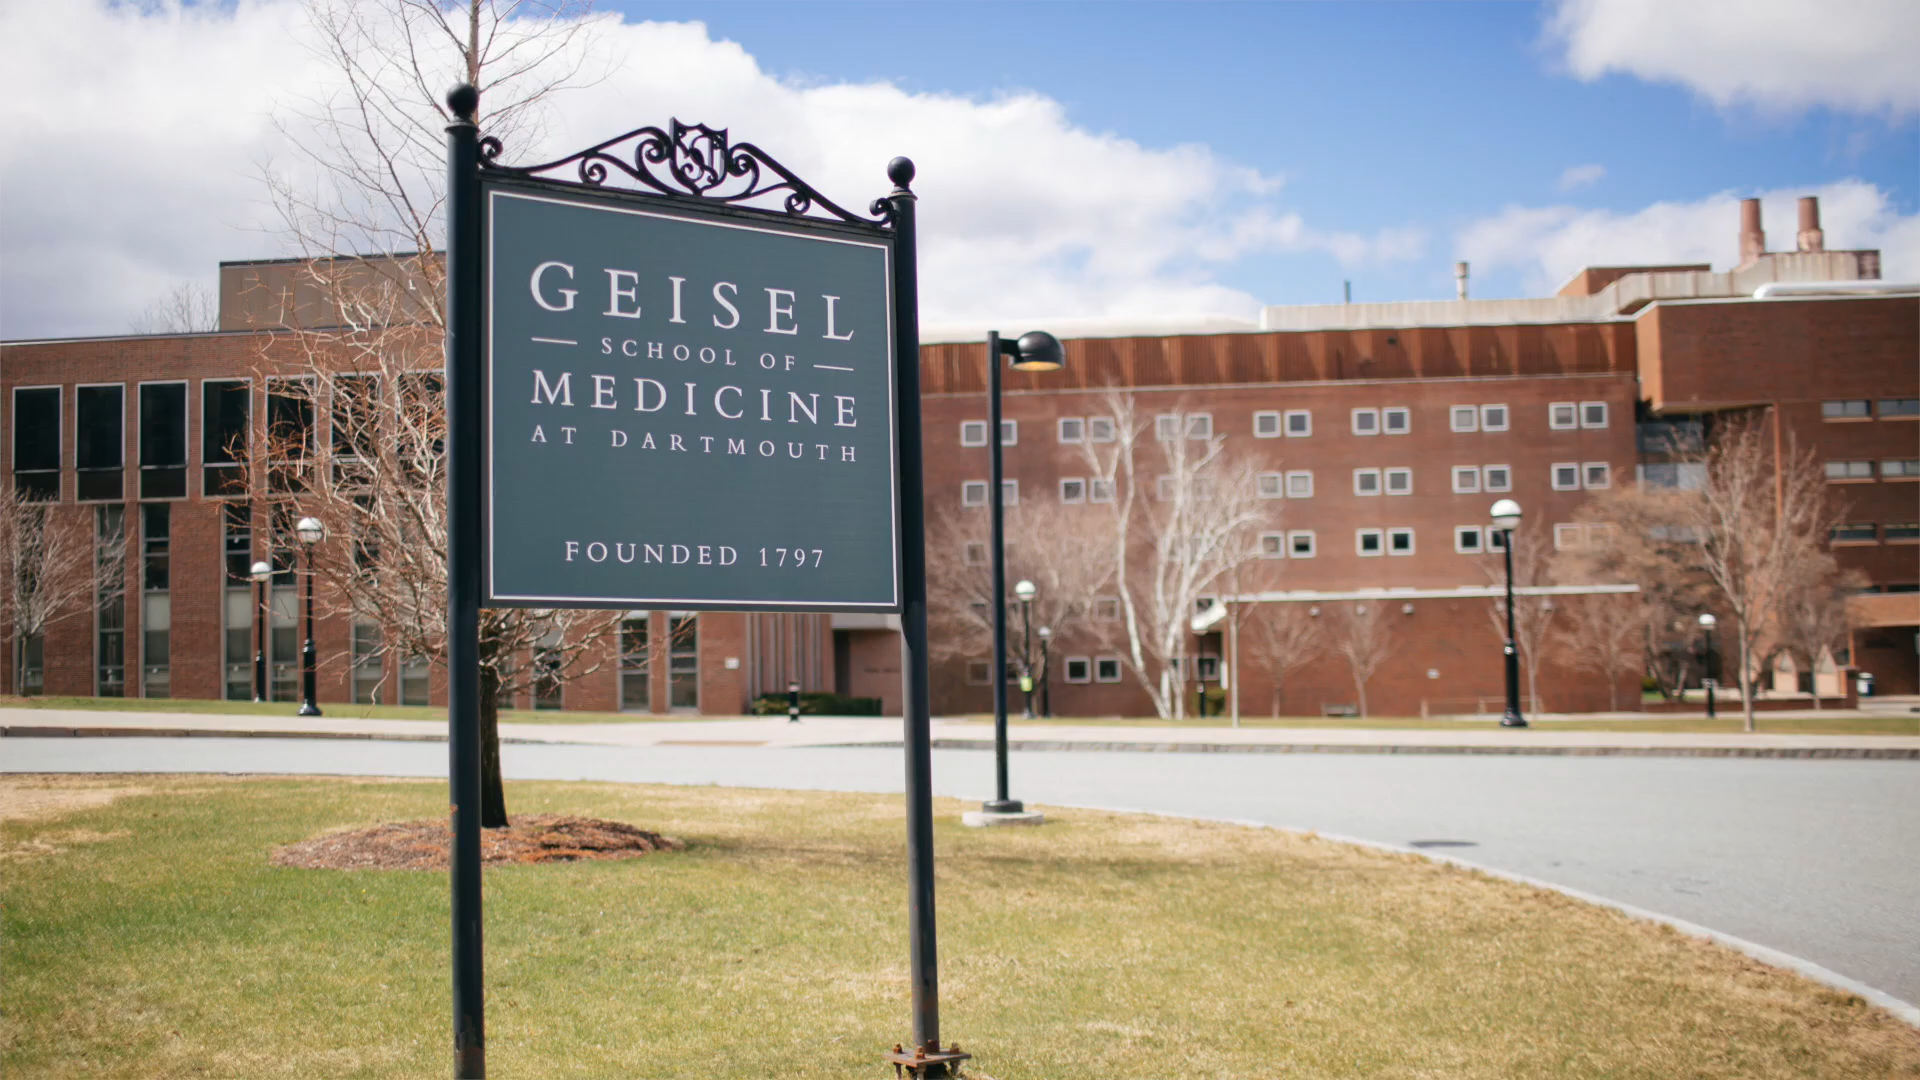 GEISEL
SCHOOL OF
MEDICINE
AT DARTMOUTH
FOUNDED 1797